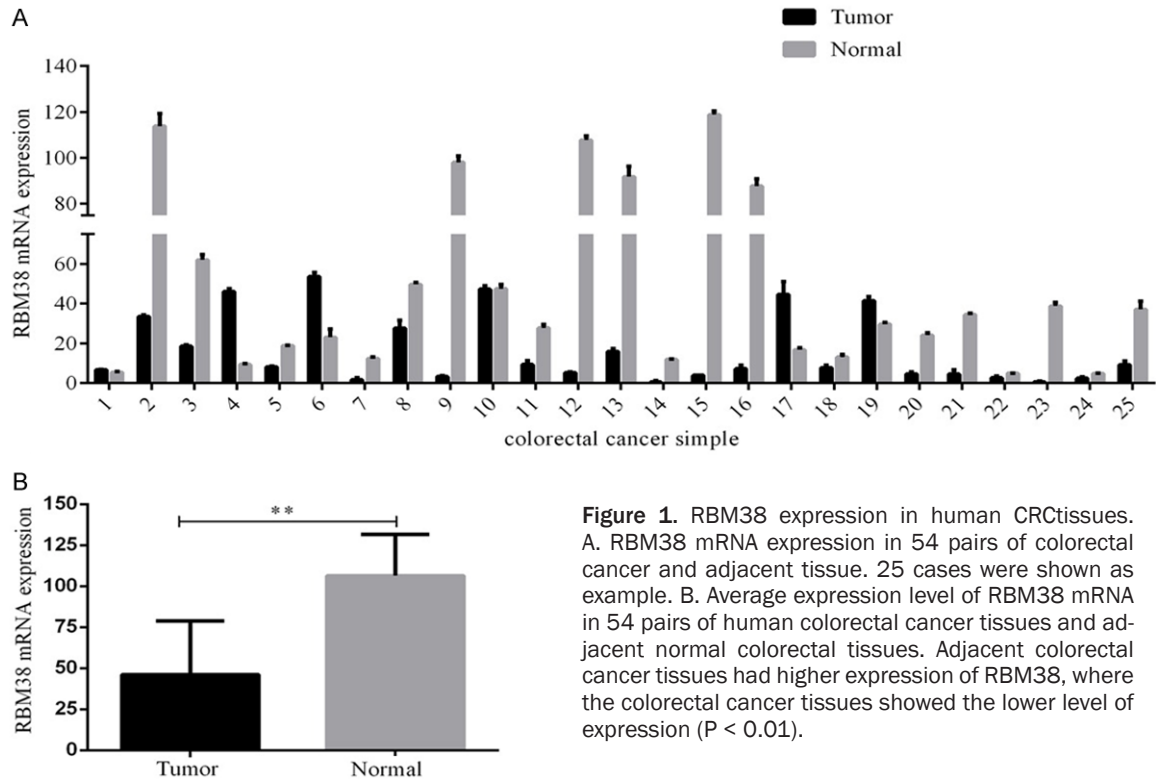 A
Tumor
Normal
RBM38 mRNA expression
140
120
100
80
60
40
20
0
1 2 3 4 5 6 7 8 9 10 11 12 13 14 15 16 17 18 19 20 21 22 23 24 25
colorectal cancer simple
B
RBM38 mRNA expression
150
125
100
75
50
25
0
**
Tumor Normal
Figure 1. RBM38 expression in human CRCtissues.
A. RBM38 mRNA expression in 54 pairs of colorectal
cancer and adjacent tissue. 25 cases were shown as
example. B. Average expression level of RBM38 mRNA
in 54 pairs of human colorectal cancer tissues and ad-
jacent normal colorectal tissues. Adjacent colorectal
cancer tissues had higher expression of RBM38, where
the colorectal cancer tissues showed the lower level of
expression (P < 0.01).